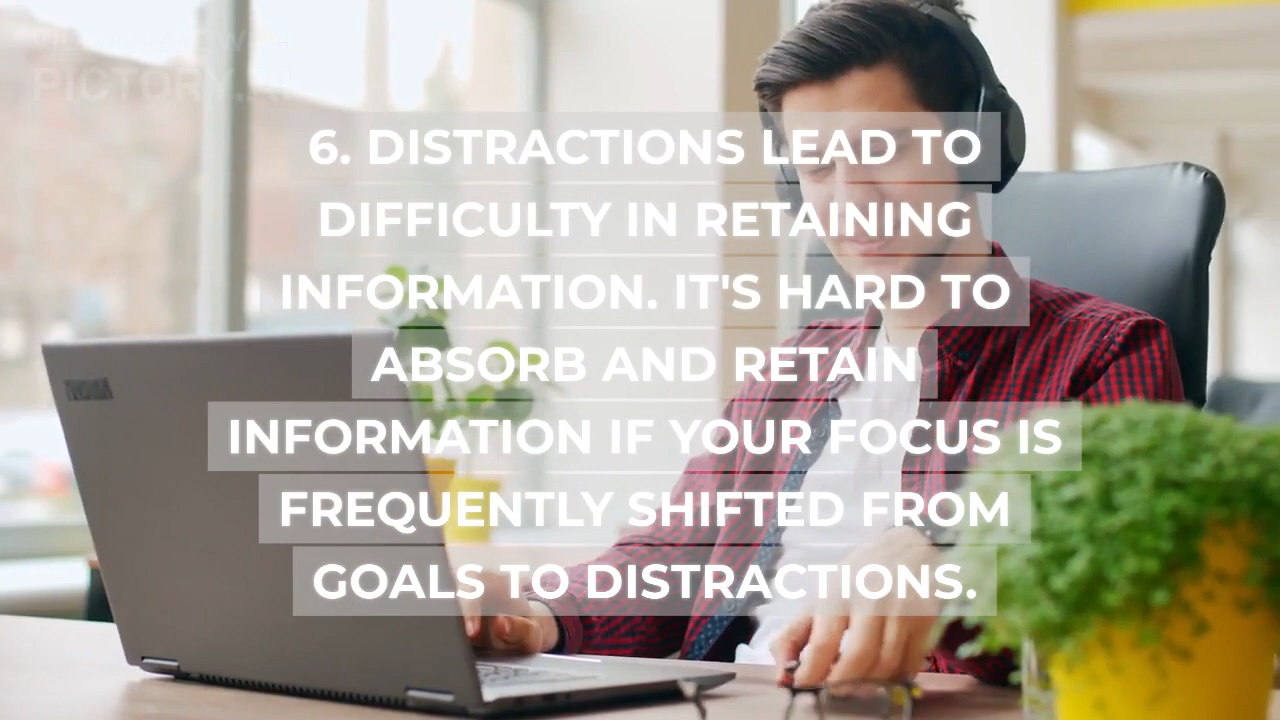 PICTORY.AI
6. DISTRACTIONS LEAD TO
DIFFICULTY IN RETAINING
INFORMATION. IT'S HARD TO
ABSORB AND RETAIN
INFORMATION IF YOUR FOCUS IS
FREQUENTLY SHIFTED FROM
GOALS TO DISTRACTIONS.